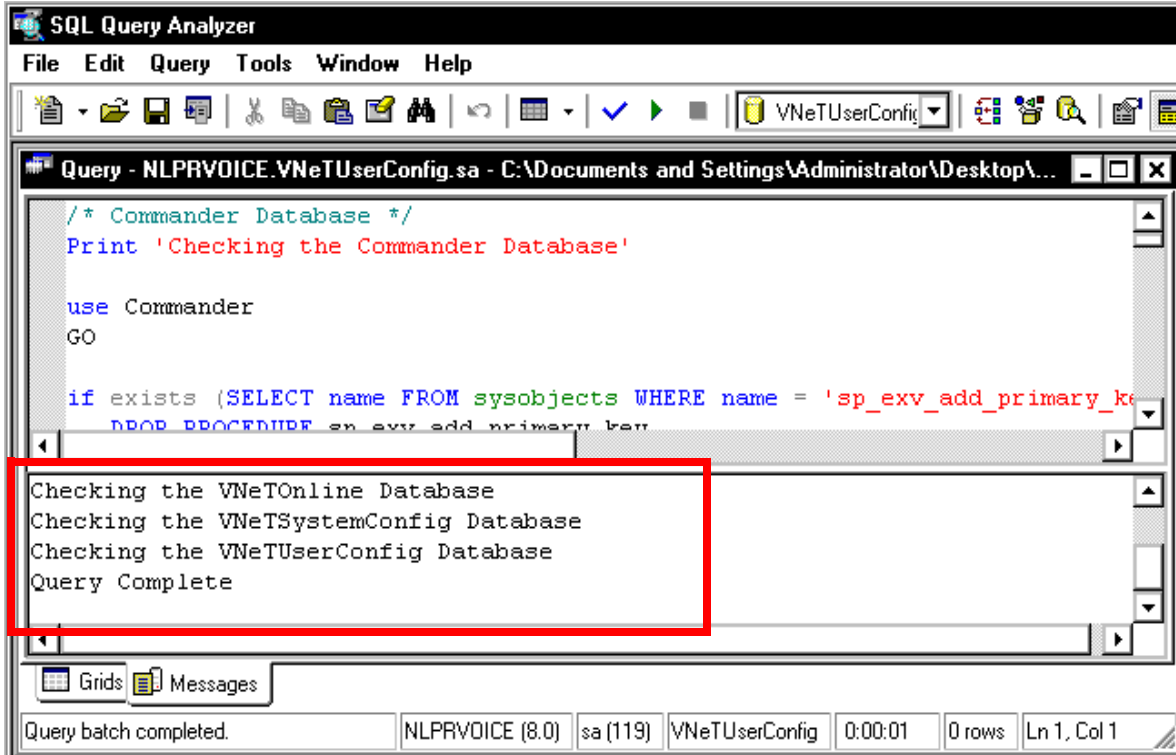 SQL Query Analyzer
File Edit Query Tools Window Help
VNeTUserConfig
Query - NLPRVOICE.VNeTUserConfig.sa - C:\Documents and Settings\Administrator\Desktop\...
/* Commander Database */
Print 'Checking the Commander Database'
use Commander
GO
if exists (SELECT name FROM sysobjects WHERE name = 'sp_exv_add_primary_ke
DROP PROCEDURE sp_exv_add_primary_key
Checking the VNeTOnline Database
Checking the VNeTSystemConfig Database
Checking the VNeTUserConfig Database
Query Complete
Grids Messages
Query batch completed. NLPRVOICE (8.0) sa (119) VNeTUserConfig 0:00:01 0 rows Ln 1, Col 1